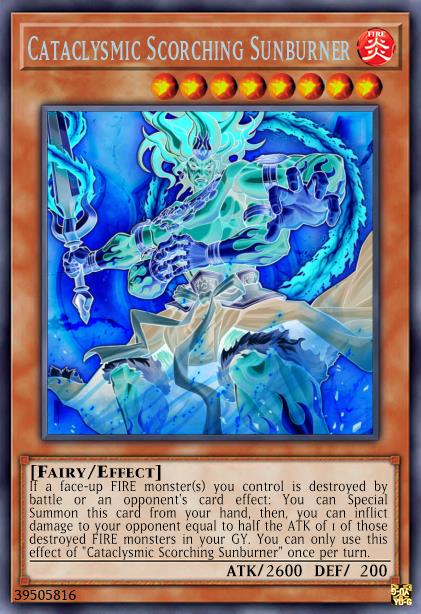 Cataclysmic Scorching Sunburner
FIRE
炎
[Fairy/Effect]
If a face-up FIRE monster(s) you control is destroyed by
battle or an opponent's card effect: You can Special
Summon this card from your hand, then, you can inflict
damage to your opponent equal to half the ATK of 1 of those
destroyed FIRE monsters in your GY. You can only use this
effect of "Cataclysmic Scorching Sunburner" once per turn.
ATK/2600 DEF/ 200
39505816